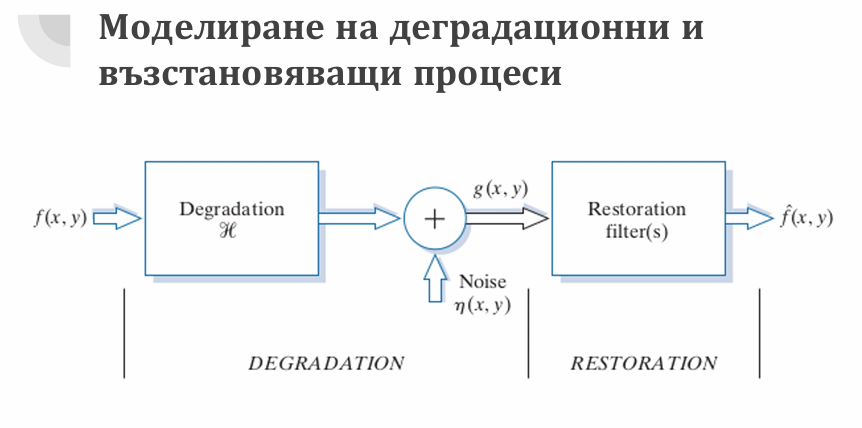 Моделиране на деградационни и
възстановяващи процеси
f(x, y)
Degradation
ℋ
+
g(x, y)
Noise
η(x, y)
Restoration
filter(s)
f̂(x, y)
DEGRADATION
RESTORATION